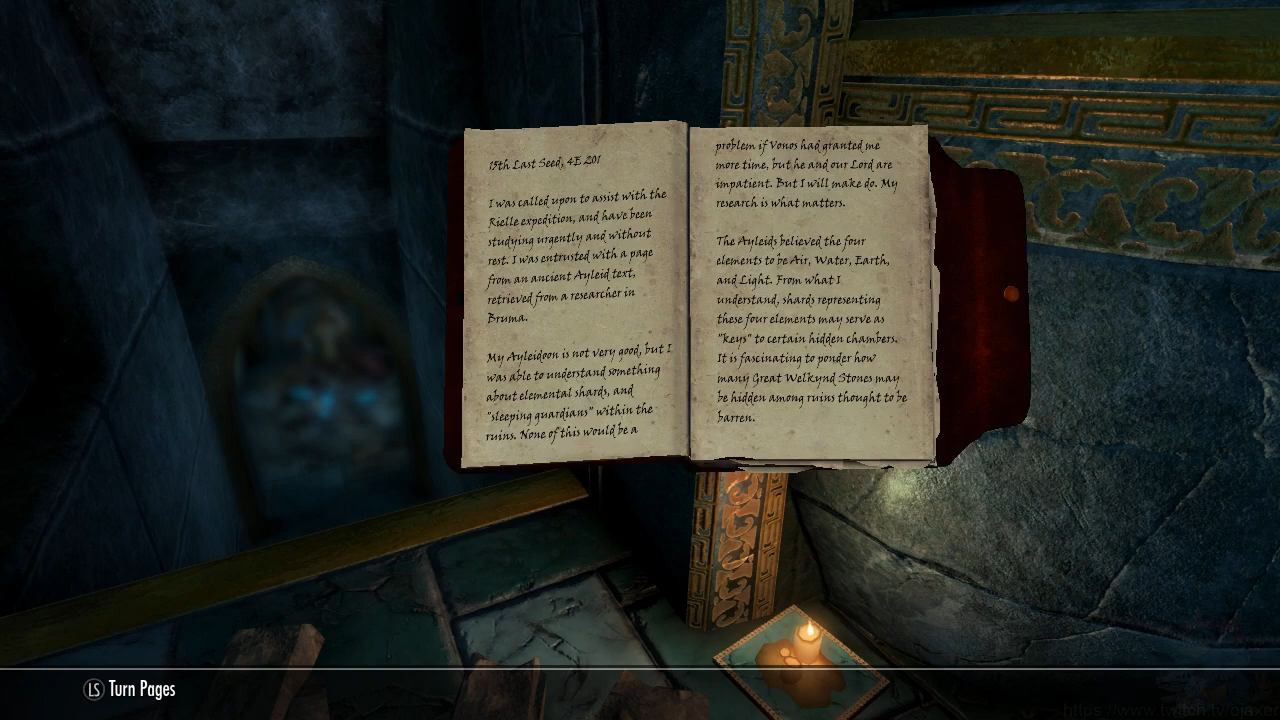 13th Last Seed, 4E 201
I was called upon to assist with the
Rielle expedition, and have been
studying urgently and without
rest. I was entrusted with a page
from an ancient Ayleid text,
retrieved from a researcher in
Bruma.
My Ayleidoon is not very good, but I
was able to understand something
about elemental shards, and
"sleeping guardians" within the
ruins. None of this would be a
problem if Vonos had granted me
more time, but he and our Lord are
impatient. But I will make do. My
research is what matters.
The Ayleids believed the four
elements to be Air, Water, Earth,
and Light. From what I
understand, shards representing
these four elements may serve as
"keys" to certain hidden chambers.
It is fascinating to ponder how
many Great Welkynd Stones may
be hidden among ruins thought to be
barren.
LS Turn Pages